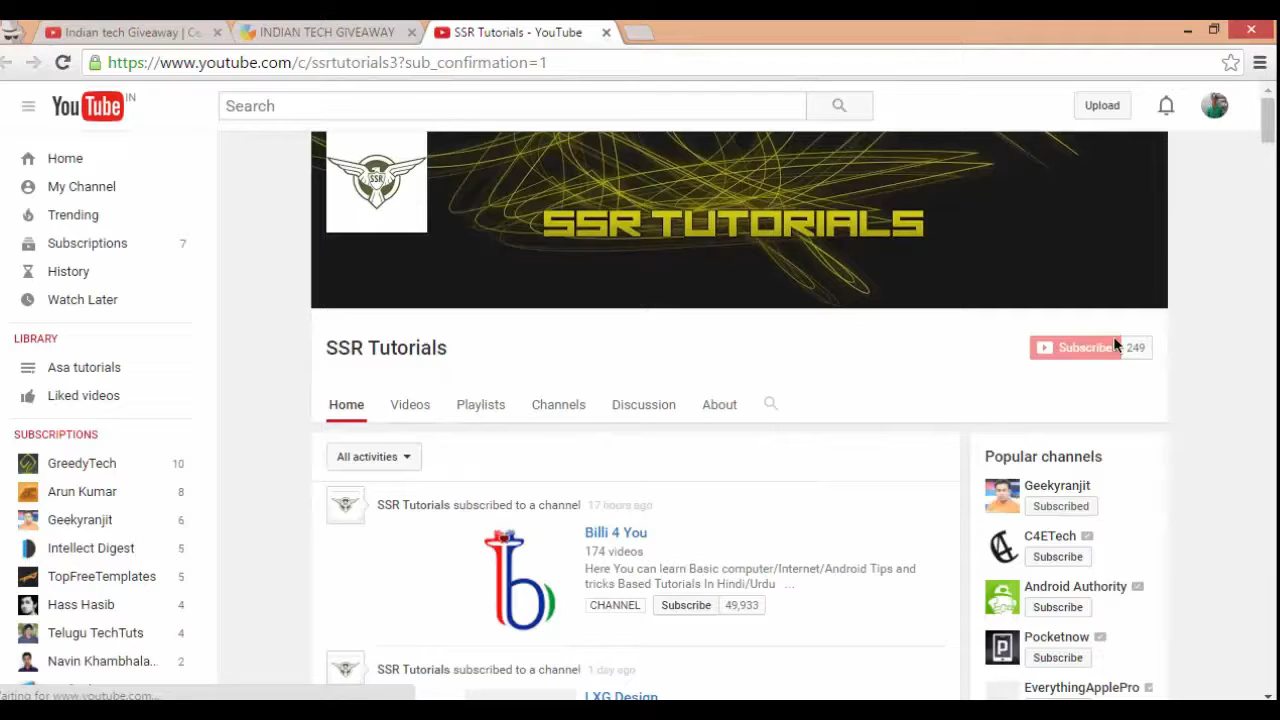 Indian tech Giveaway | Ce
INDIAN TECH GIVEAWAY
SSR Tutorials - YouTube
https://www.youtube.com/c/ssrtutorials3?sub_confirmation=1
YouTube IN
Search
Upload
Home
My Channel
Trending
Subscriptions 7
History
Watch Later
LIBRARY
Asa tutorials
Liked videos
SUBSCRIPTIONS
GreedyTech 10
Arun Kumar 8
Geekyranjit 6
Intellect Digest 5
TopFreeTemplates 5
Hass Hasib 4
Telugu TechTuts 4
Navin Khambhala... 2
aiting for www.youtube.com...
SSR
SSR TUTORIALS
SSR Tutorials
Subscribe 249
Home Videos Playlists Channels Discussion About
All activities
SSR Tutorials subscribed to a channel 17 hours ago
Billi 4 You
174 videos
Here You can learn Basic computer/Internet/Android Tips and
tricks Based Tutorials In Hindi/Urdu ...
CHANNEL Subscribe 49,933
SSR Tutorials subscribed to a channel 1 day ago
LXG Design
Popular channels
Geekyranjit
Subscribed
C4ETech
Subscribe
Android Authority
Subscribe
Pocketnow
Subscribe
EverythingApplePro